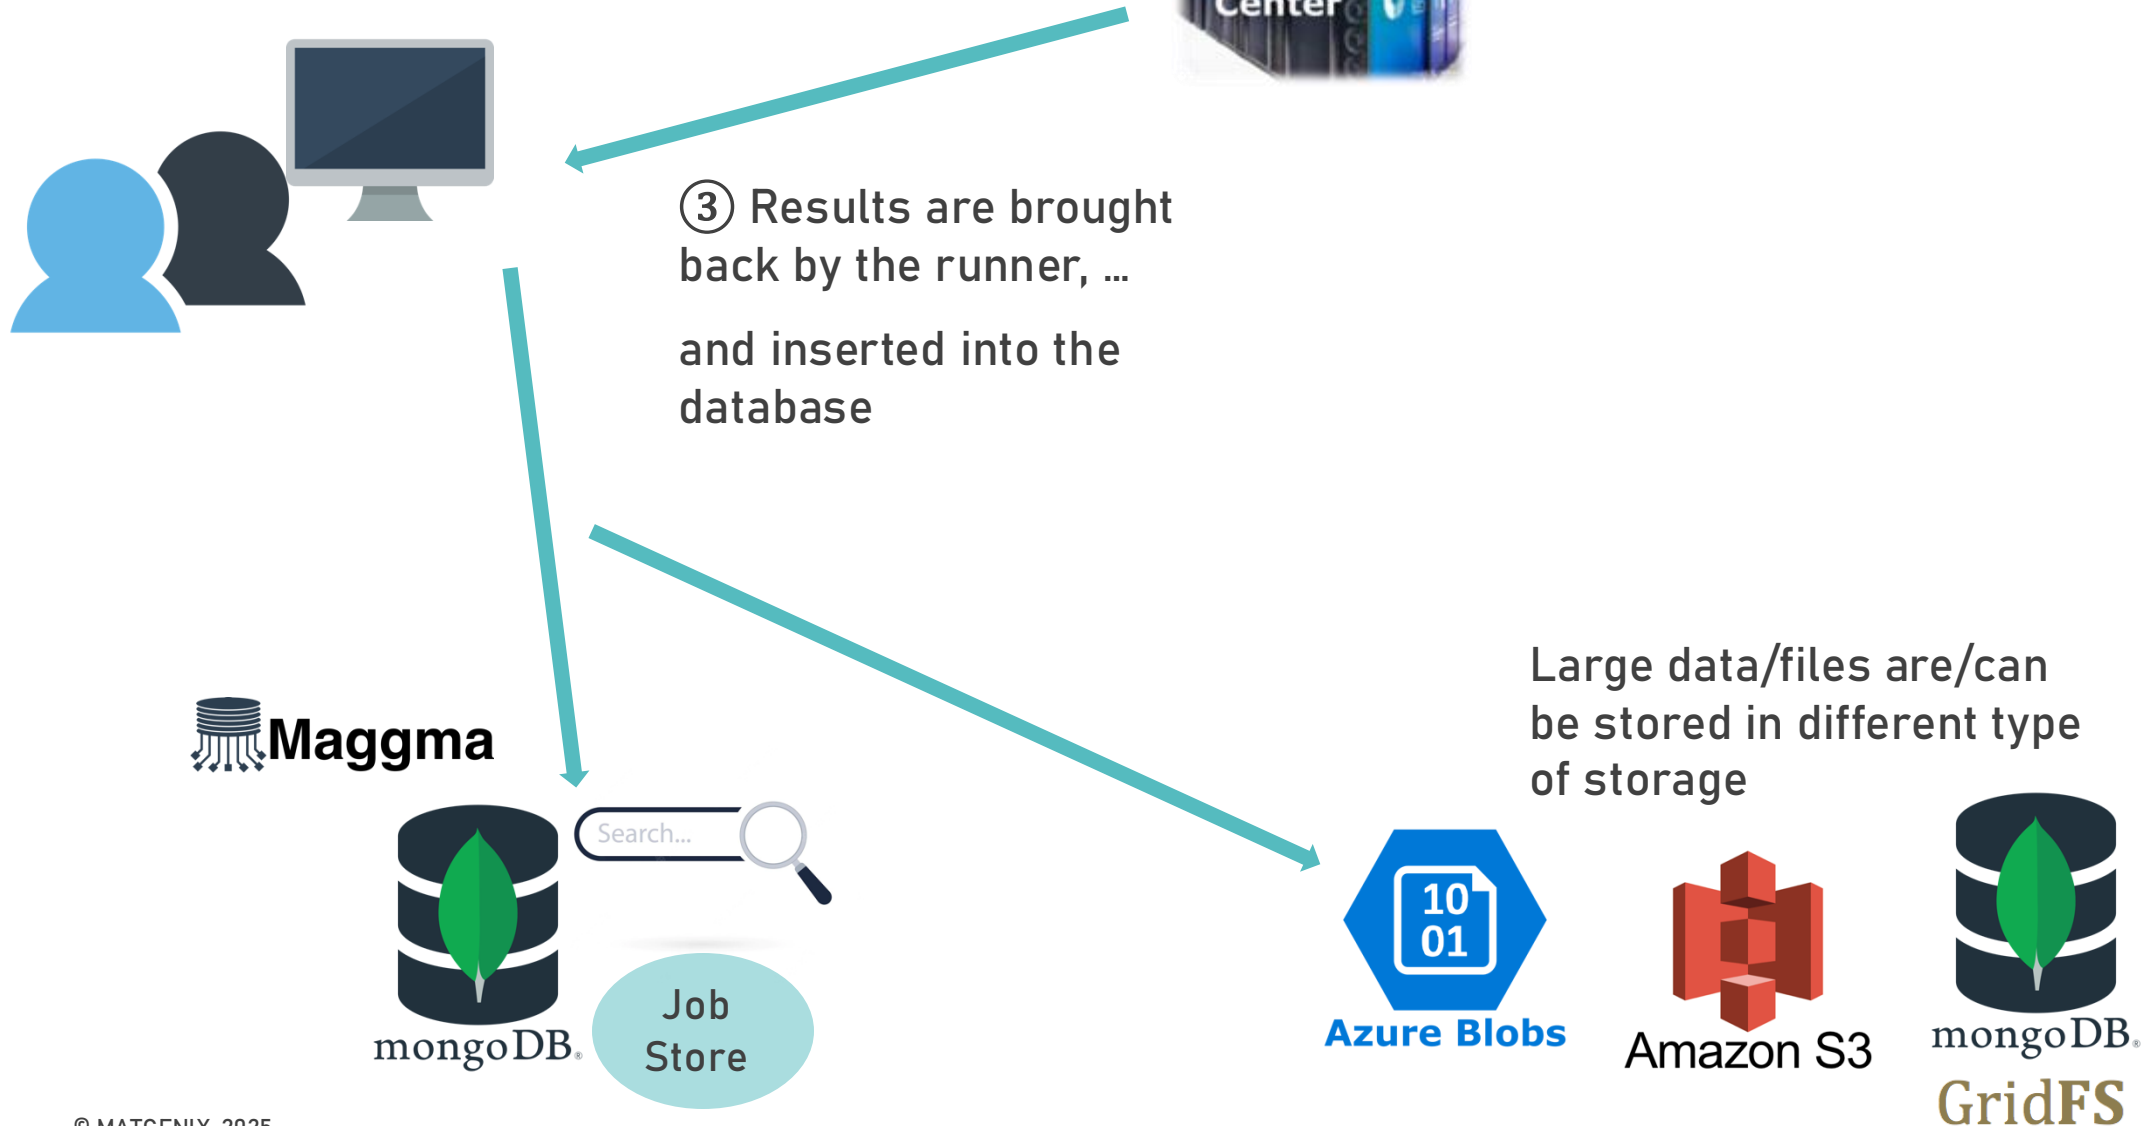 Center
③ Results are brought
back by the runner, ...
and inserted into the
database
Large data/files are/can
be stored in different type
of storage
Maggma
Search...
10
01
mongoDB®
Job
Store
Azure Blobs
Amazon S3
mongoDB®
GridFS
© MATGENIX, 2025